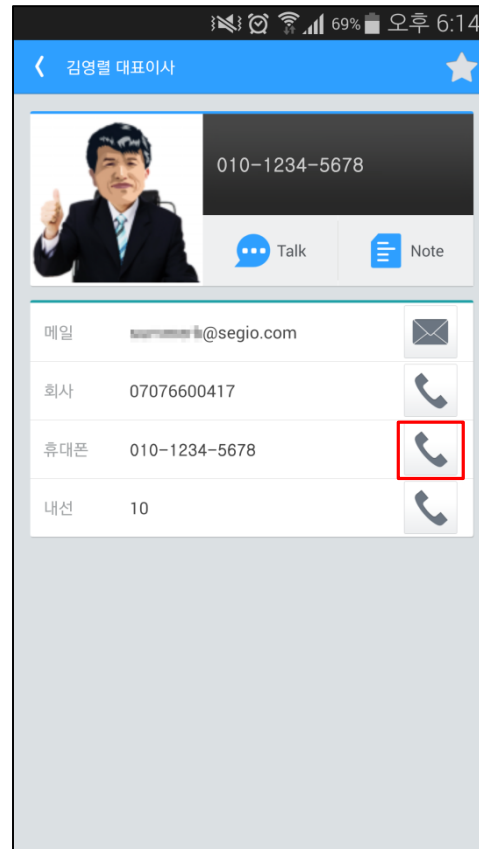 69% 오후 6:14
김영렬 대표이사
010-1234-5678
Talk Note
메일 @segio.com
회사 07076600417
휴대폰 010-1234-5678
내선 10